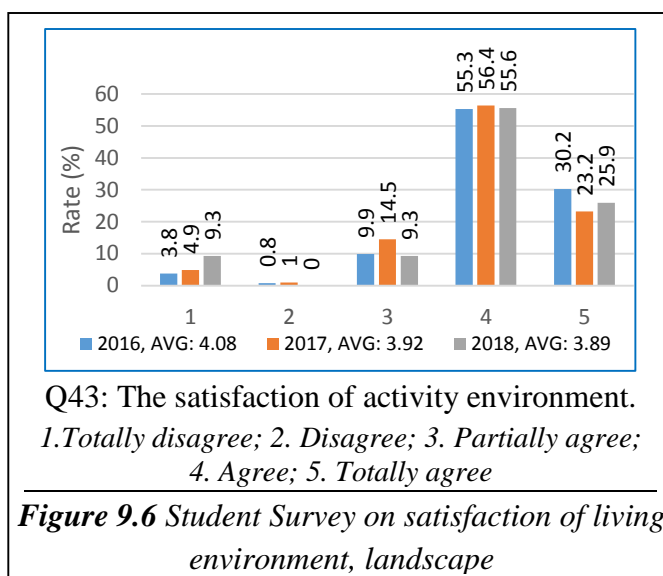 55.3
56.4
55.6
60
50
40
30
20
10
0
Rate (%)
3.8
4.9
9.3
0.8
1
0
9.9
14.5
9.3
30.2
23.2
25.9
1 2 3 4 5
2016, AVG: 4.08 2017, AVG: 3.92 2018, AVG: 3.89
Q43: The satisfaction of activity environment.
1.Totally disagree; 2. Disagree; 3. Partially agree;
4. Agree; 5. Totally agree
Figure 9.6 Student Survey on satisfaction of living
environment, landscape